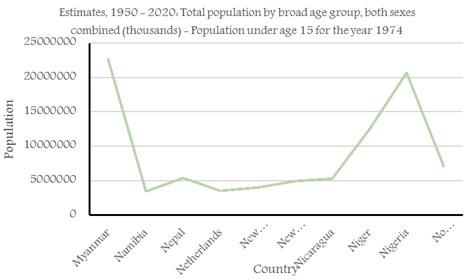 Estimates, 1950 - 2020: Total population by broad age group, both sexes
combined (thousands) - Population under age 15 for the year 1974
25000000
20000000
15000000
10000000
5000000
0
Population
Myanmar
Namibia
Nepal
Netherlands
New...
New...
Nicaragua
Niger
Nigeria
No...
Country